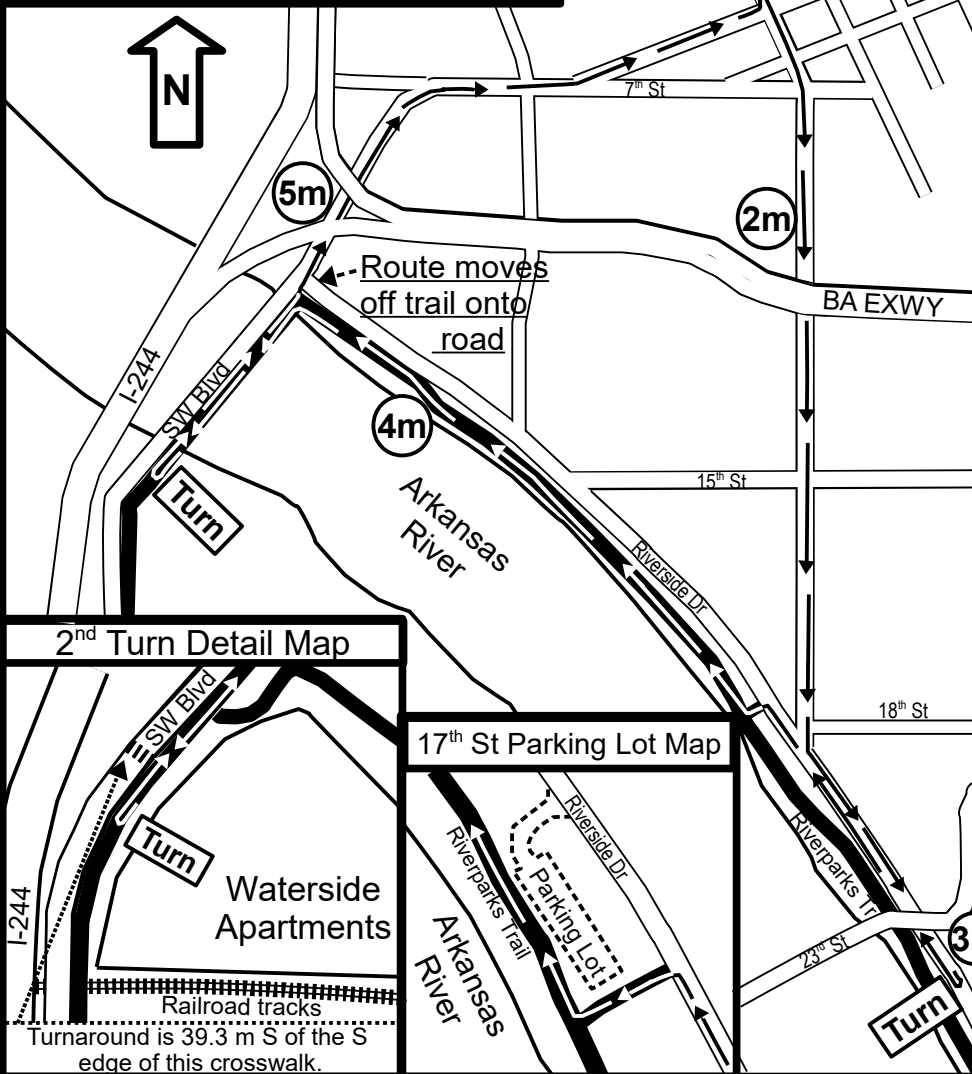 N
7th St
5m
2m
Route moves
off trail onto
road
BA EXWY
I-244
SW Blvd
4m
15th St
Turn
Arkansas
River
Riverside Dr
2nd Turn Detail Map
18th St
SW Blvd
17th St Parking Lot Map
Turn
Riverside Dr.
Riverparks Trail
Parking Lot
Riverparks Tr
Waterside
Apartments
I-244
Arkansas
River
23rd St
3
Turn
Railroad tracks
Turnaround is 39.3 m S of the S
edge of this crosswalk.